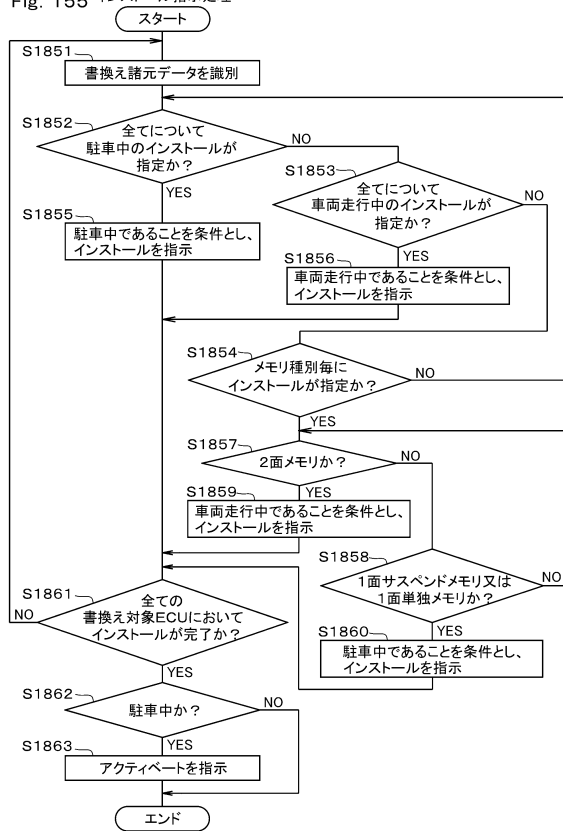 Fig. 155 インストール指示処理
スタート
S1851
書換え諸元データを識別
S1852
全てについて
駐車中のインストールが
指定か？
NO
YES
S1853
全てについて
車両走行中のインストールが
指定か？
NO
YES
S1855
駐車中であることを条件とし、
インストールを指示
S1856
車両走行中であることを条件とし、
インストールを指示
S1854
メモリ種別毎に
インストールが指定か？
NO
YES
S1857
2面メモリか？
NO
YES
S1859
車両走行中であることを条件とし、
インストールを指示
S1858
1面サスペンドメモリ又は
1面単独メモリか？
NO
YES
S1860
駐車中であることを条件とし、
インストールを指示
S1861
全ての
書換え対象ECUにおいて
インストールが完了か？
NO
YES
S1862
駐車中か？
NO
YES
S1863
アクティベートを指示
エンド